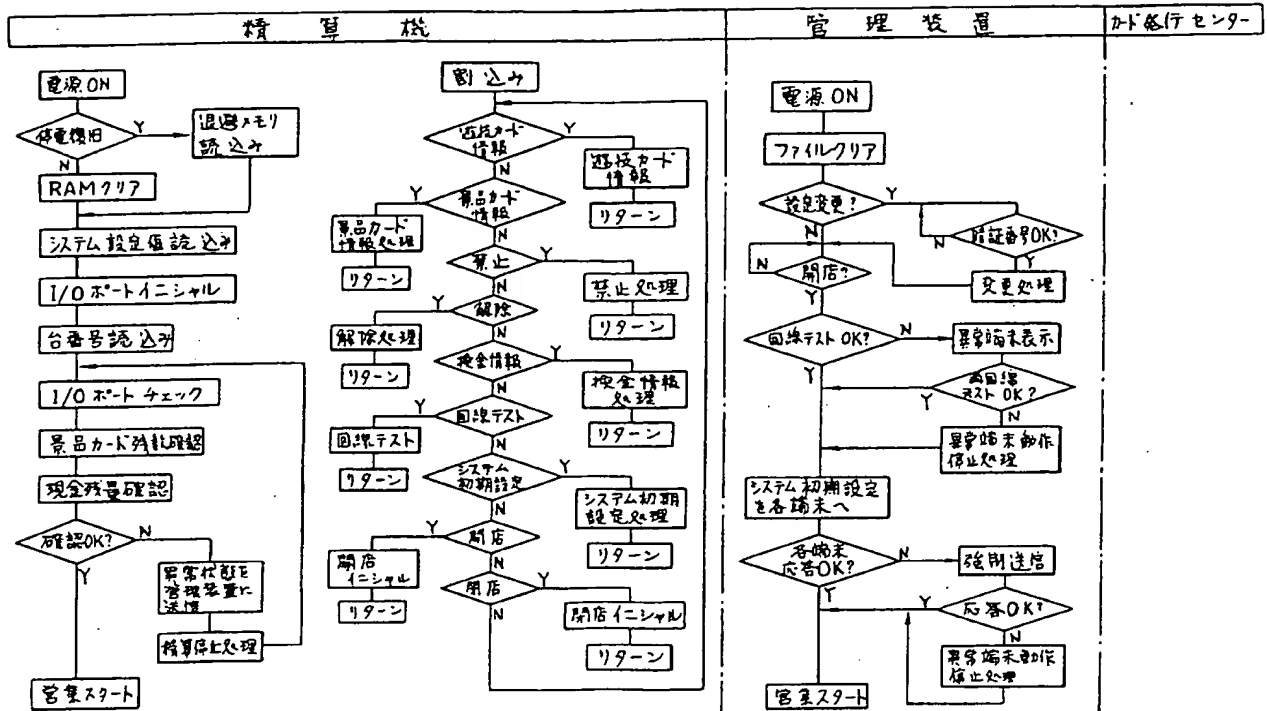 精算機
管理装置
カード発行センター
電源ON
停電復旧
Y
退避メモリ
読込み
N
RAMクリア
システム設定値読込み
I/Oポートイニシャル
台番号読込み
I/Oポートチェック
景品カード残数確認
現金残量確認
確認OK?
N
Y
異常状態を
管理装置に
送信
精算停止処理
営業スタート
割込み
遊技カード
情報
Y
遊技カード
情報
リターン
N
景品カード
情報
Y
景品カード
情報処理
リターン
N
禁止
Y
禁止処理
リターン
N
解除
Y
解除処理
リターン
N
検金情報
Y
検金情報
処理
リターン
N
回線テスト
Y
回線テスト
リターン
N
システム
初期設定
Y
システム初期
設定処理
リターン
N
開店
Y
開店
イニシャル
リターン
N
閉店
Y
閉店イニシャル
リターン
N
電源ON
ファイルクリア
設定変更?
Y
暗証番号OK?
N
Y
変更処理
N
開店?
N
Y
回線テストOK?
N
異常端末表示
Y
再回線
テストOK?
Y
N
異常端末動作
停止処理
システム初期設定
を各端末へ
各端末
応答OK?
N
強制送信
Y
応答OK?
Y
N
異常端末動作
停止処理
営業スタート